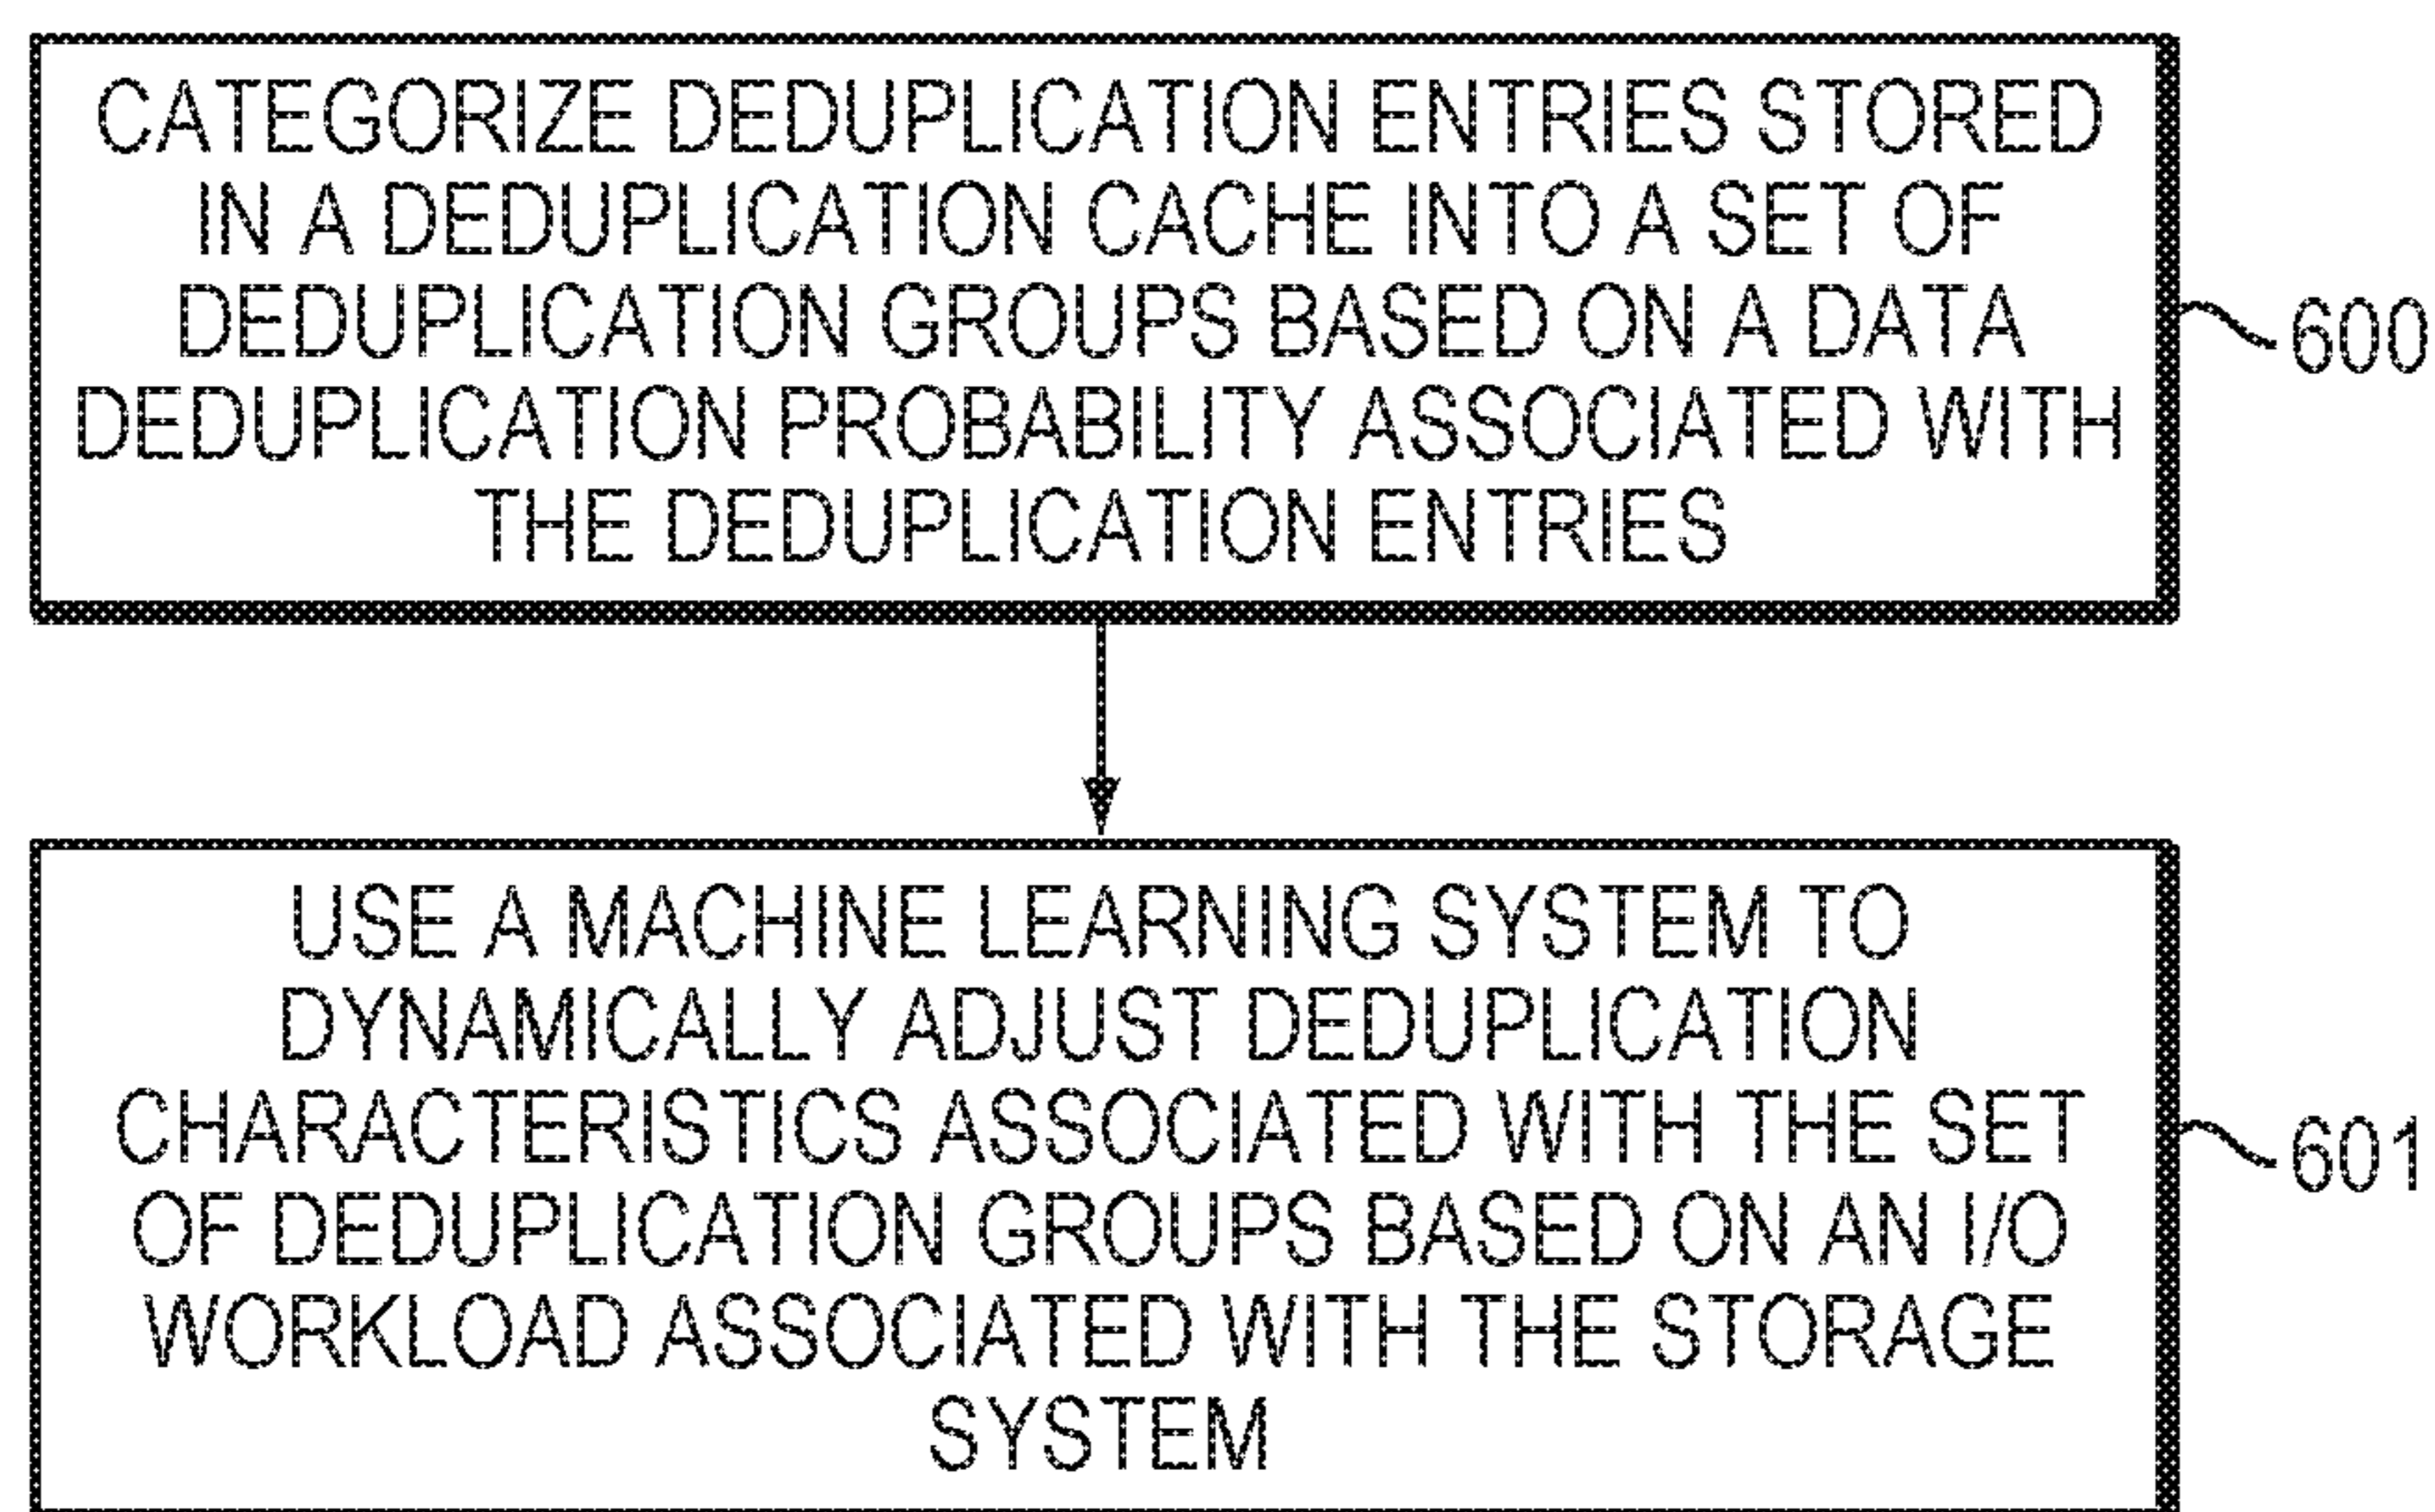 CATEGORIZE DEDUPLICATION ENTRIES STORED
IN A DEDUPLICATION CACHE INTO A SET OF
DEDUPLICATION GROUPS BASED ON A DATA
DEDUPLICATION PROBABILITY ASSOCIATED WITH
THE DEDUPLICATION ENTRIES
600
USE A MACHINE LEARNING SYSTEM TO
DYNAMICALLY ADJUST DEDUPLICATION
CHARACTERISTICS ASSOCIATED WITH THE SET
OF DEDUPLICATION GROUPS BASED ON AN I/O
WORKLOAD ASSOCIATED WITH THE STORAGE
SYSTEM
601